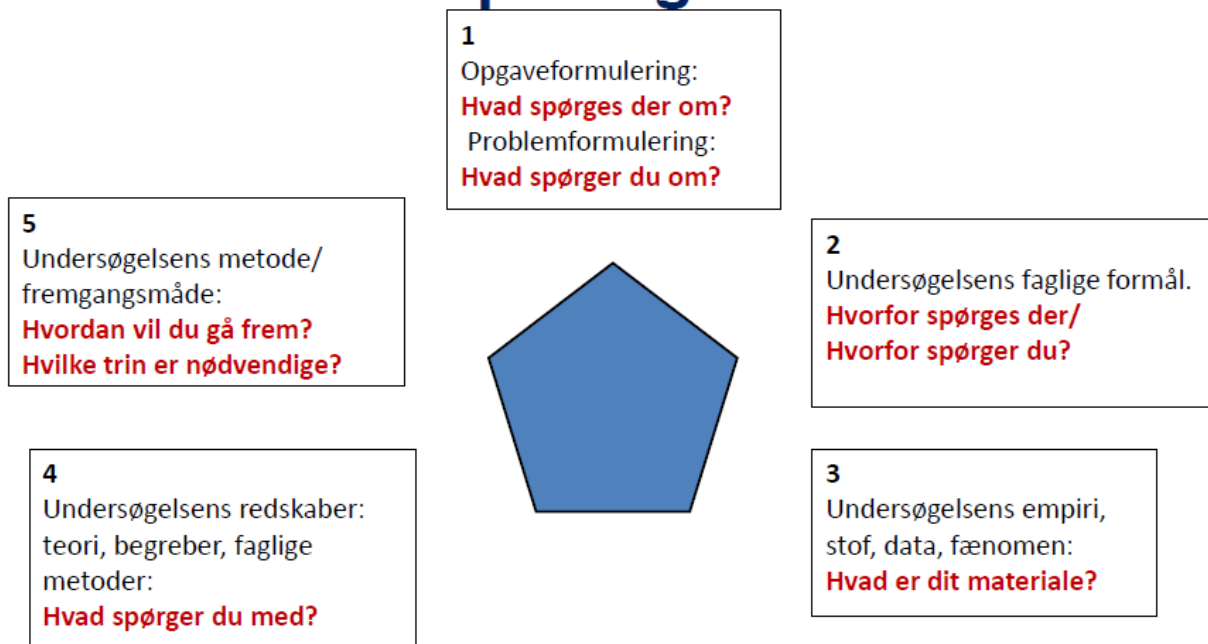 1
Opgaveformulering:
Hvad spørges der om?
Problemformulering:
Hvad spørger du om?
2
Undersøgelsens faglige formål.
Hvorfor spørges der/
Hvorfor spørger du?
3
Undersøgelsens empiri,
stof, data, fænomen:
Hvad er dit materiale?
4
Undersøgelsens redskaber:
teori, begreber, faglige
metoder:
Hvad spørger du med?
5
Undersøgelsens metode/
fremgangsmåde:
Hvordan vil du gå frem?
Hvilke trin er nødvendige?